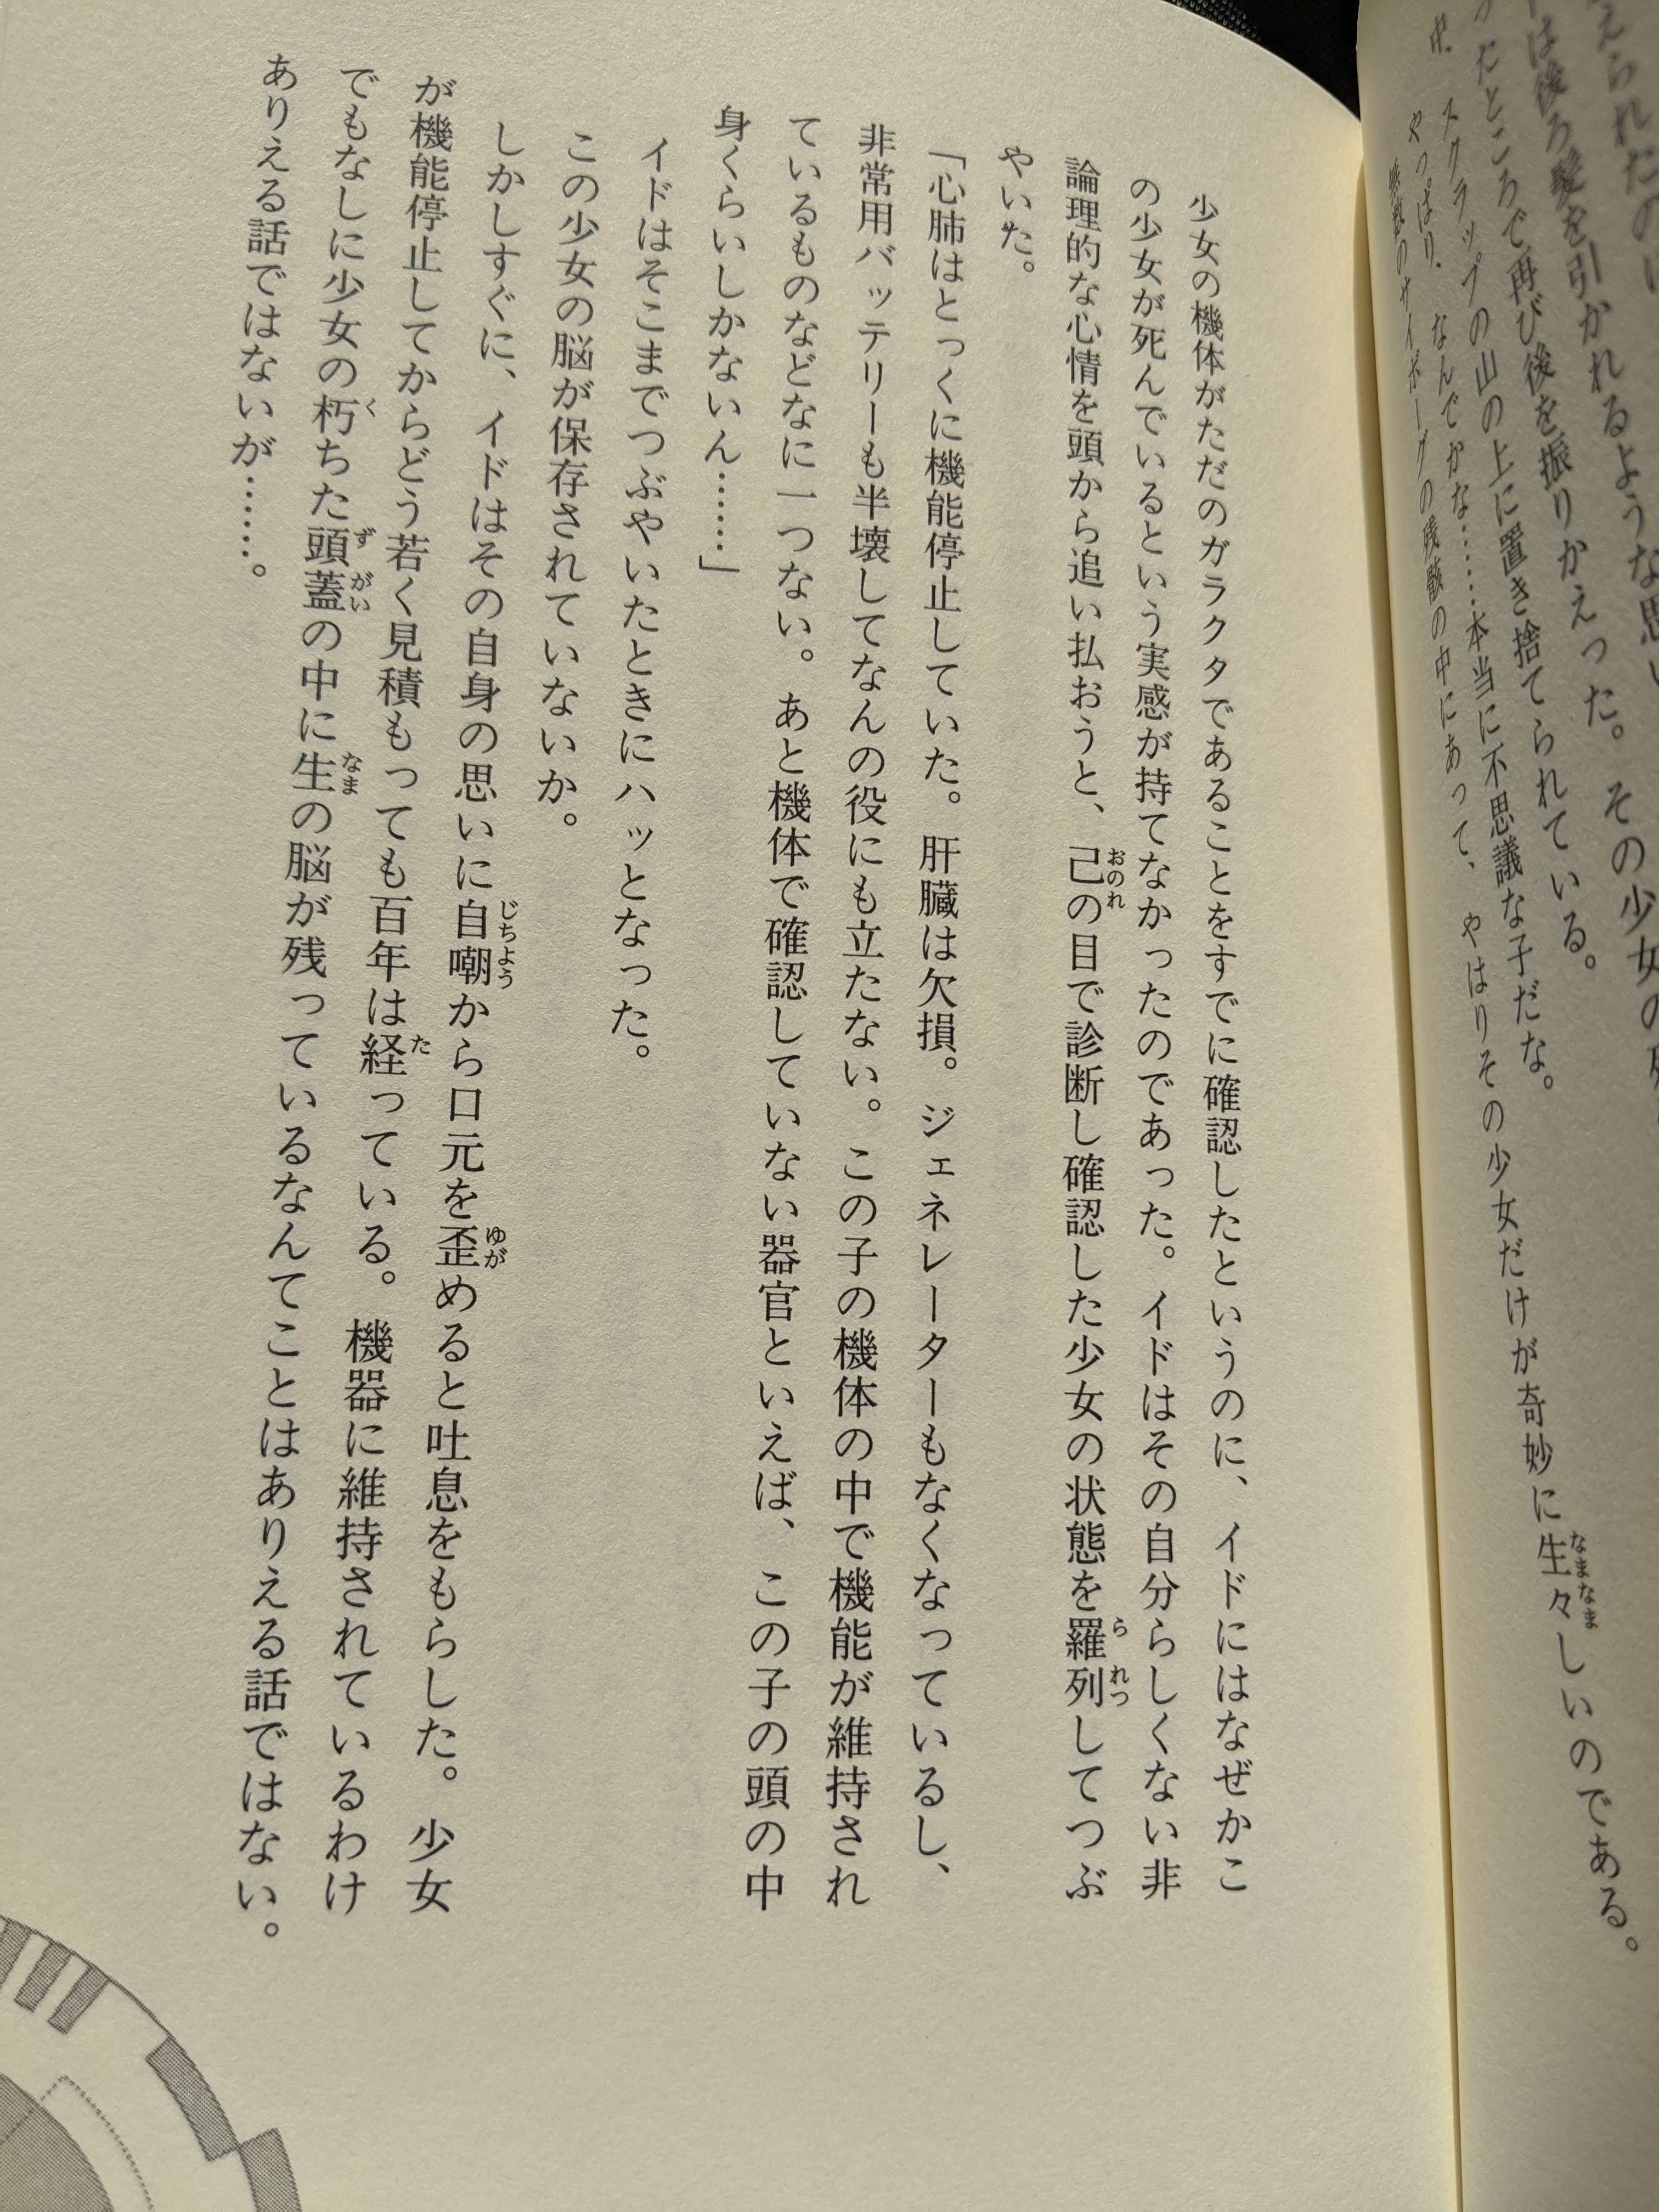 えられたのは
は後ろ髪を引かれるような思い
ったところで再び後を振りかえった。その少女の
スクラップの山の上に置き捨てられている。
やっぱり、なんでかな……本当に不思議な子だな。
無数のサイボーグの残骸の中にあって、やはりその少女だけが奇妙に生々しいのである。
少女の機体がただのガラクタであることをすでに確認したというのに、イドにはなぜかこ
の少女が死んでいるという実感が持てなかったのであった。イドはその自分らしくない非
論理的な心情を頭から追い払おうと、己の目で診断し確認した少女の状態を羅列してつぶ
やいた。
「心肺はとっくに機能停止していた。肝臓は欠損。ジェネレーターもなくなっているし、
非常用バッテリーも半壊してなんの役にも立たない。この子の機体の中で機能が維持され
ているものなどなに一つない。あと機体で確認していない器官といえば、この子の頭の中
身くらいしかないん……」
イドはそこまでつぶやいたときにハッとなった。
この少女の脳が保存されていないか。
しかしすぐに、イドはその自身の思いに自嘲から口元を歪めると吐息をもらした。少女
が機能停止してからどう若く見積もっても百年は経っている。機器に維持されているわけ
でもなしに少女の朽ちた頭蓋の中に生の脳が残っているなんてことはありえる話ではない。
ありえる話ではないが……。